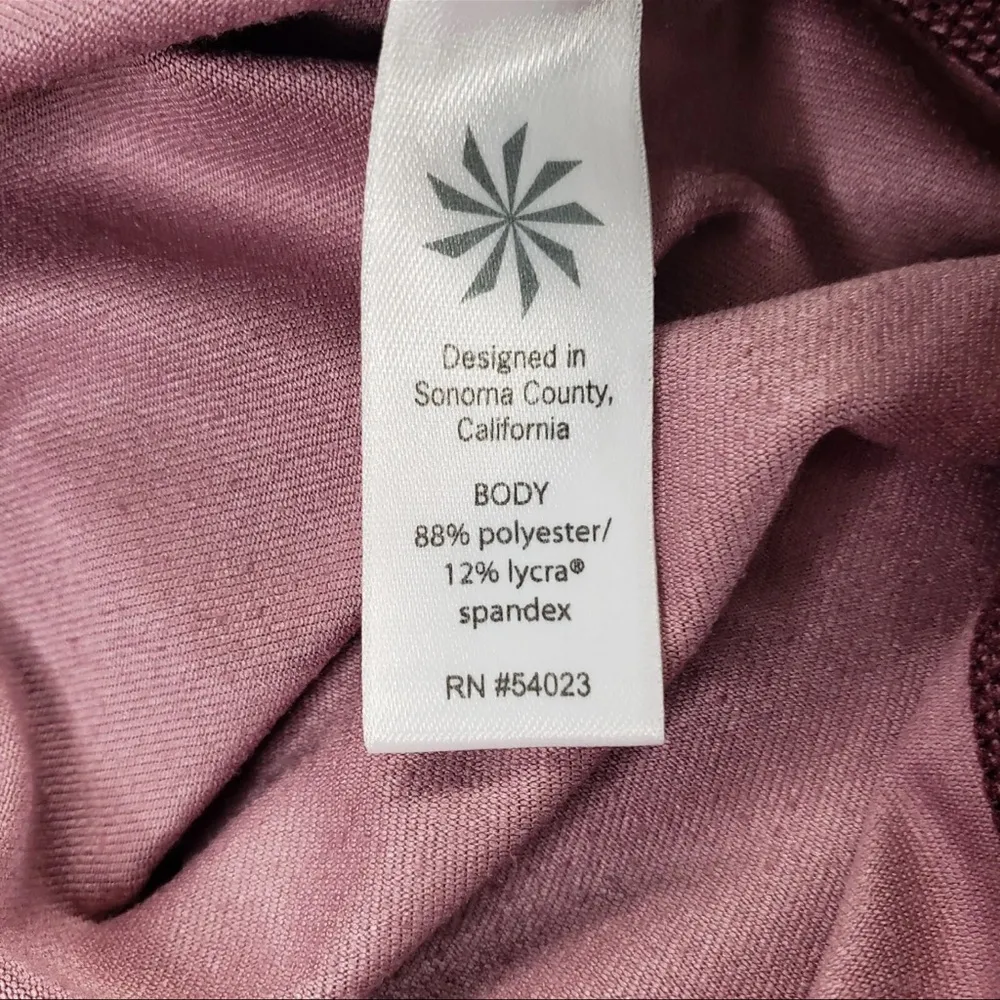 Designed in
Sonoma County,
California
BODY
88% polyester/
12% lycra®
spandex
RN #54023